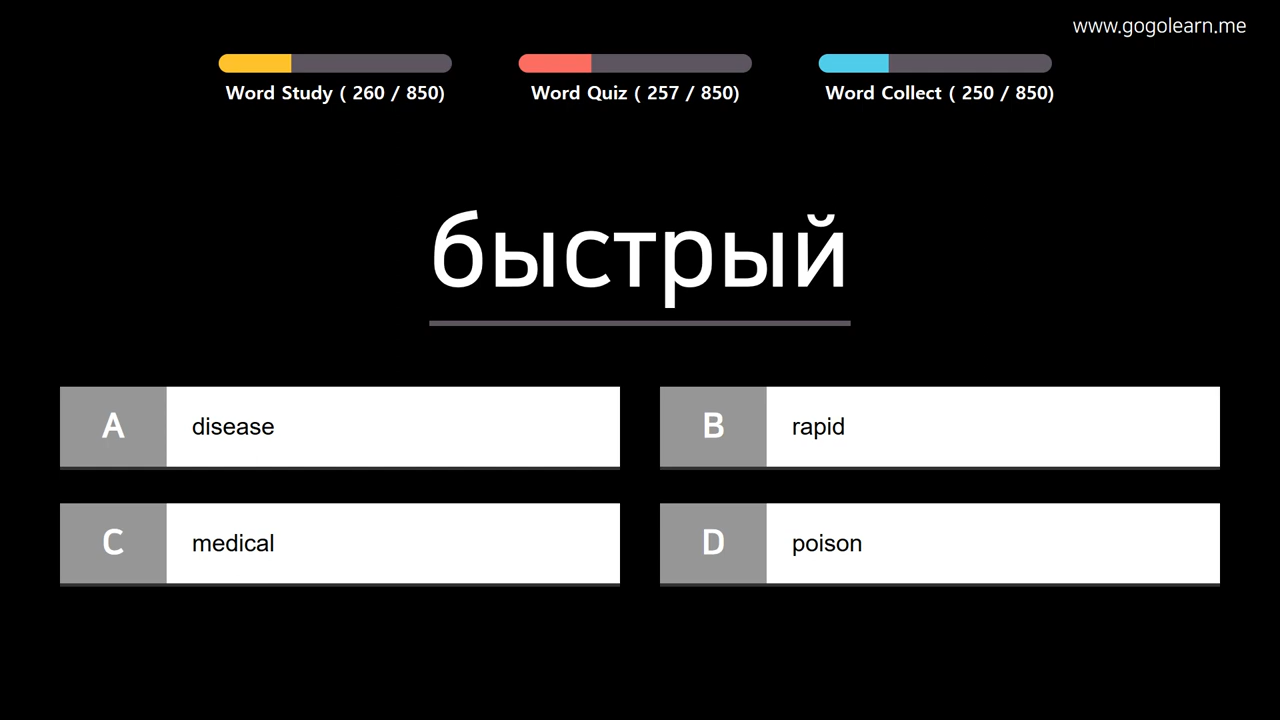 www.gogolearn.me
Word Study ( 260 / 850)
Word Quiz ( 257 / 850)
Word Collect ( 250 / 850)
быстрый
A disease
B rapid
C medical
D poison